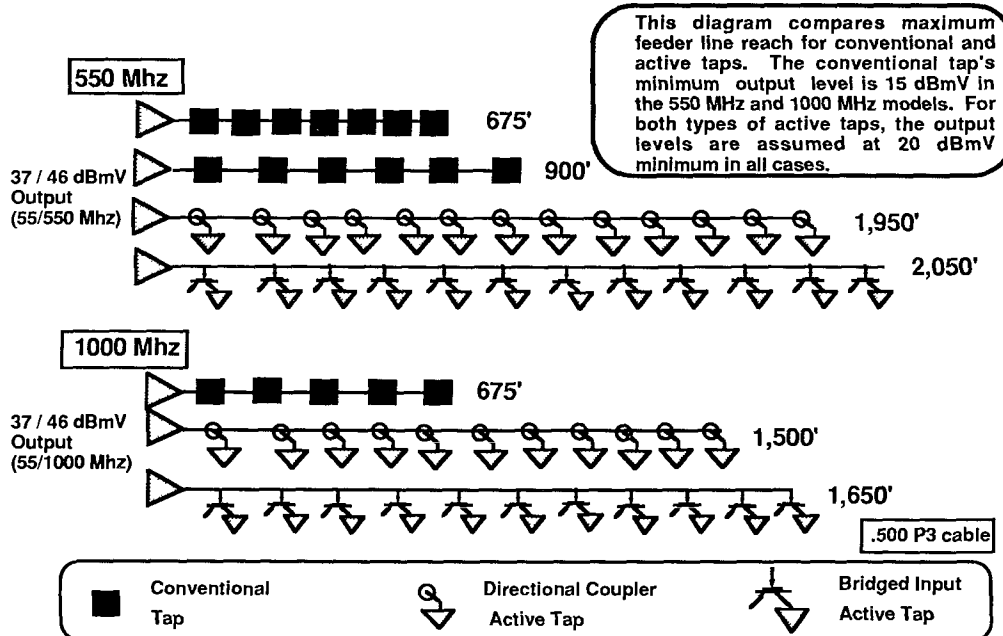 This diagram compares maximum
feeder line reach for conventional and
active taps. The conventional tap's
minimum output level is 15 dBmV in
the 550 MHz and 1000 MHz models. For
both types of active taps, the output
levels are assumed at 20 dBmV
minimum in all cases.
550 Mhz
675'
900'
37 / 46 dBmV
Output
(55/550 Mhz)
1,950'
2,050'
1000 Mhz
675'
37 / 46 dBmV
Output
(55/1000 Mhz)
1,500'
1,650'
.500 P3 cable
Conventional
Tap
Directional Coupler
Active Tap
Bridged Input
Active Tap